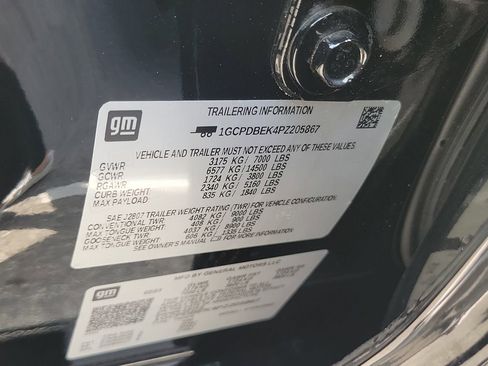 TRAILERING INFORMATION
gm
1GCPDBEK4PZ205867
VEHICLE AND TRAILER MUST NOT EXCEED ANY OF THESE VALUES
GVWR 3175 KG/ 7000 LBS
GCWR 6577 KG/14500 LBS
RGAWR 1724 KG/ 3800 LBS
CURB WEIGHT: 2340 KG/ 5160 LBS
MAX PAYLOAD: 835 KG/ 1840 LBS
SAE J2807 TRAILER WEIGHT RATING (TWR) FOR VEHICLE CONFIGURATION:
CONVENTIONAL TWR: 4082 KG/ 9000 LBS
MAX TONGUE WEIGHT: 408 KG/ 900 LBS
GOOSENECK TWR: 4037 KG/ 8900 LBS
MAX TONGUE WEIGHT: 606 KG/ 1335 LBS
SEE OWNER'S MANUAL FOR MORE INFORMATION
gm
MFD BY GENERAL MOTORS LLC